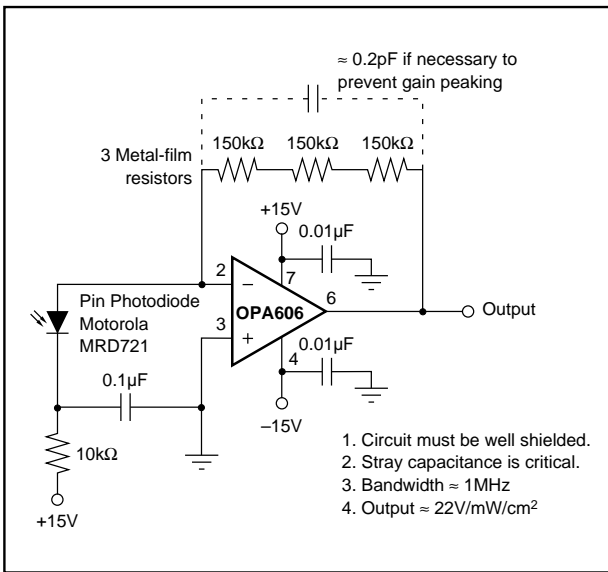 ≈ 0.2pF if necessary to
prevent gain peaking
3 Metal-film
resistors
150kΩ
150kΩ
150kΩ
+15V
0.01µF
7
2
–
OPA606
6
Output
3
+
Pin Photodiode
Motorola
MRD721
0.01µF
4
0.1µF
–15V
10kΩ
+15V
1. Circuit must be well shielded.
2. Stray capacitance is critical.
3. Bandwidth ≈ 1MHz
4. Output ≈ 22V/mW/cm²